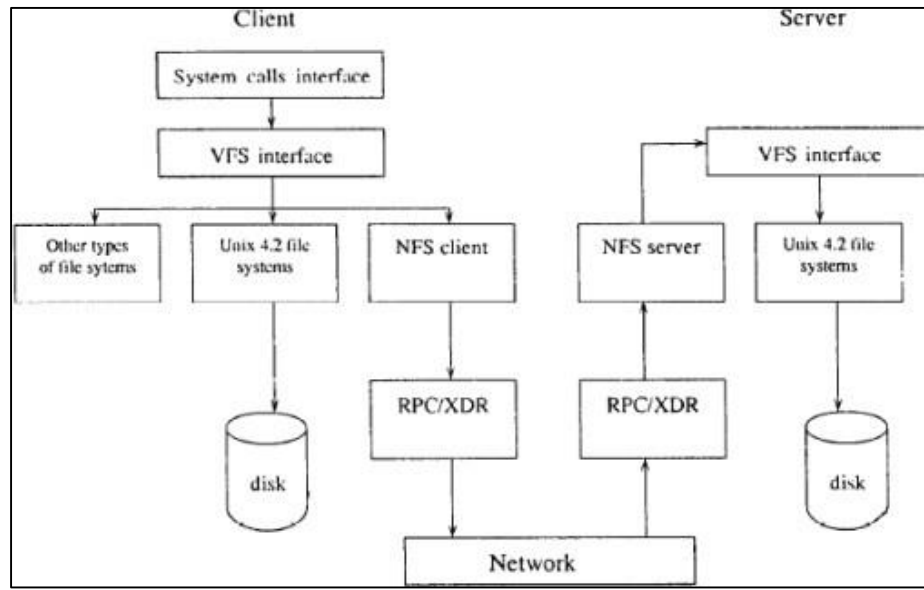 Client
Server
System calls interface
VFS interface
VFS interface
Other types
of file sytems
Unix 4.2 file
systems
NFS client
NFS server
Unix 4.2 file
systems
RPC/XDR
RPC/XDR
disk
disk
Network